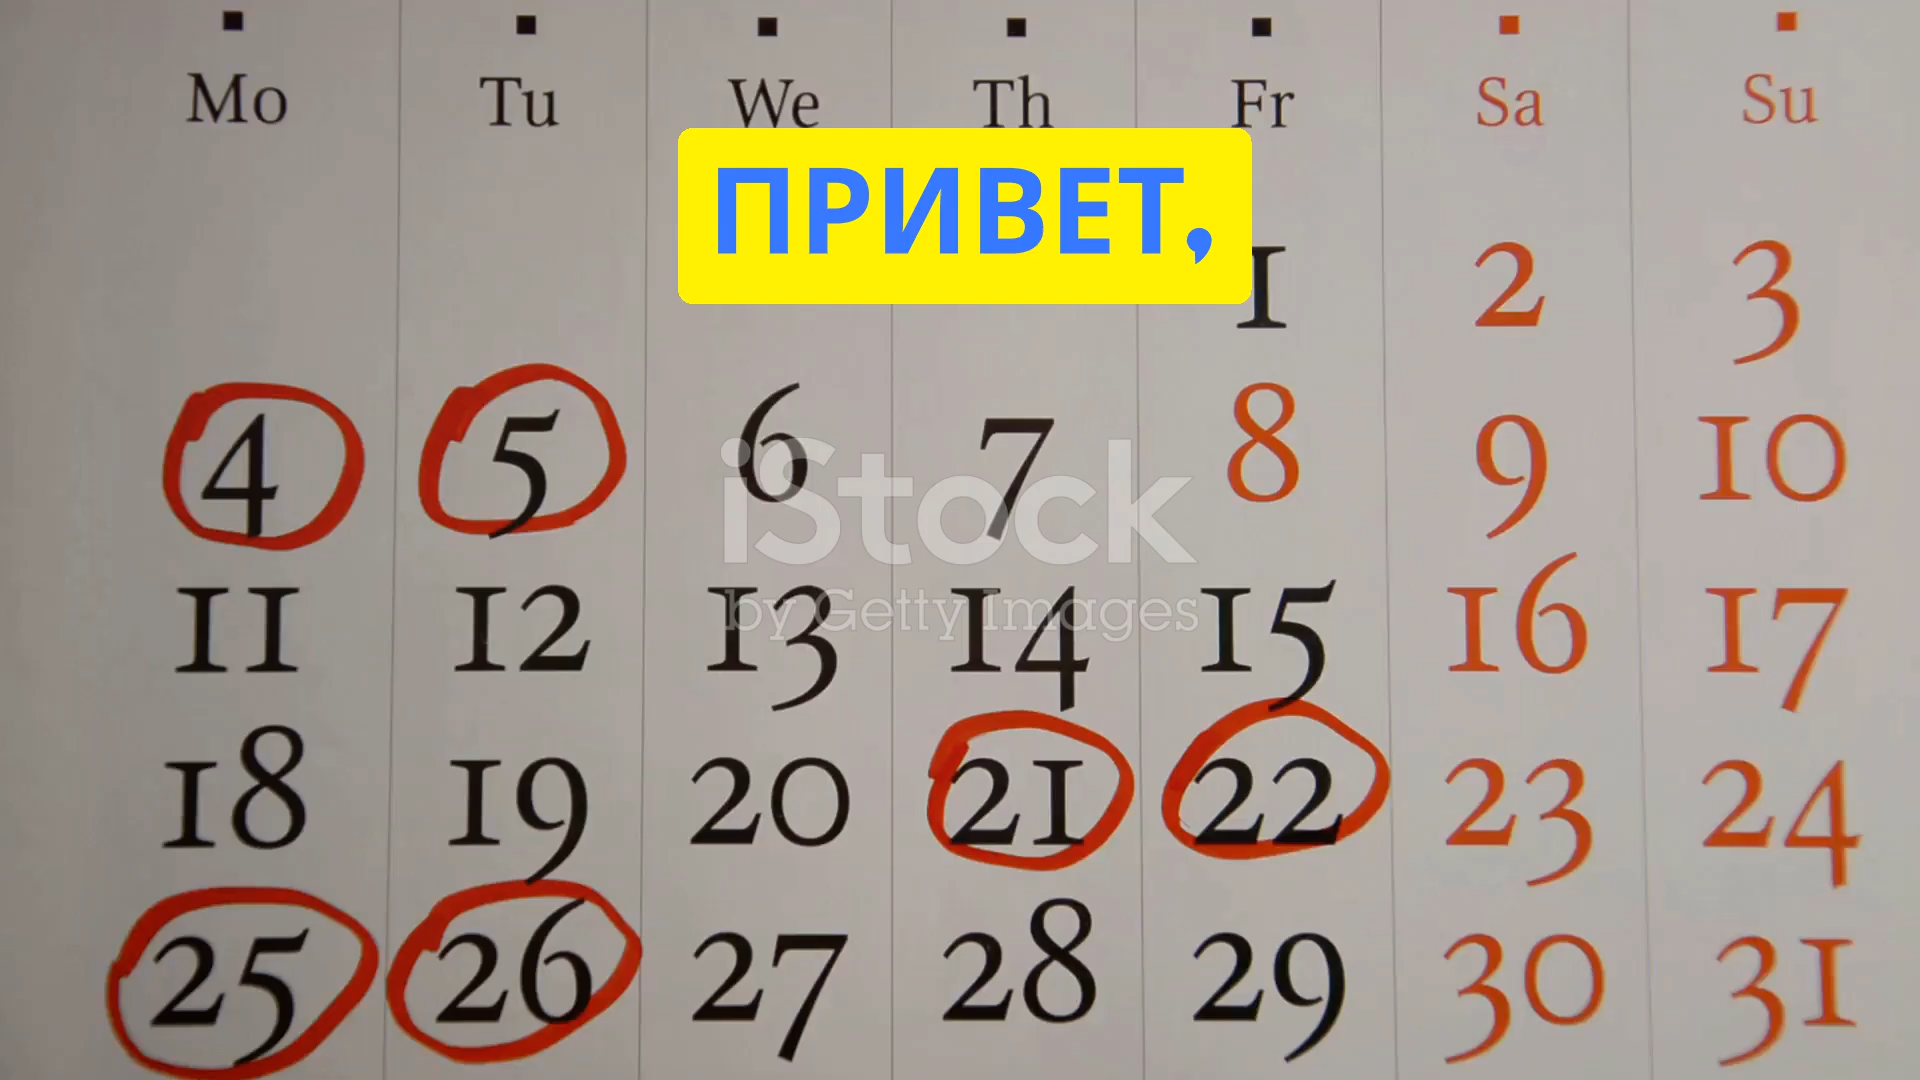 Mo Tu We Th Fr Sa Su
ПРИВЕТ,
1 2 3
4 5 6 7 8 9 10
iStock
by Getty Images
11 12 13 14 15 16 17
18 19 20 21 22 23 24
25 26 27 28 29 30 31